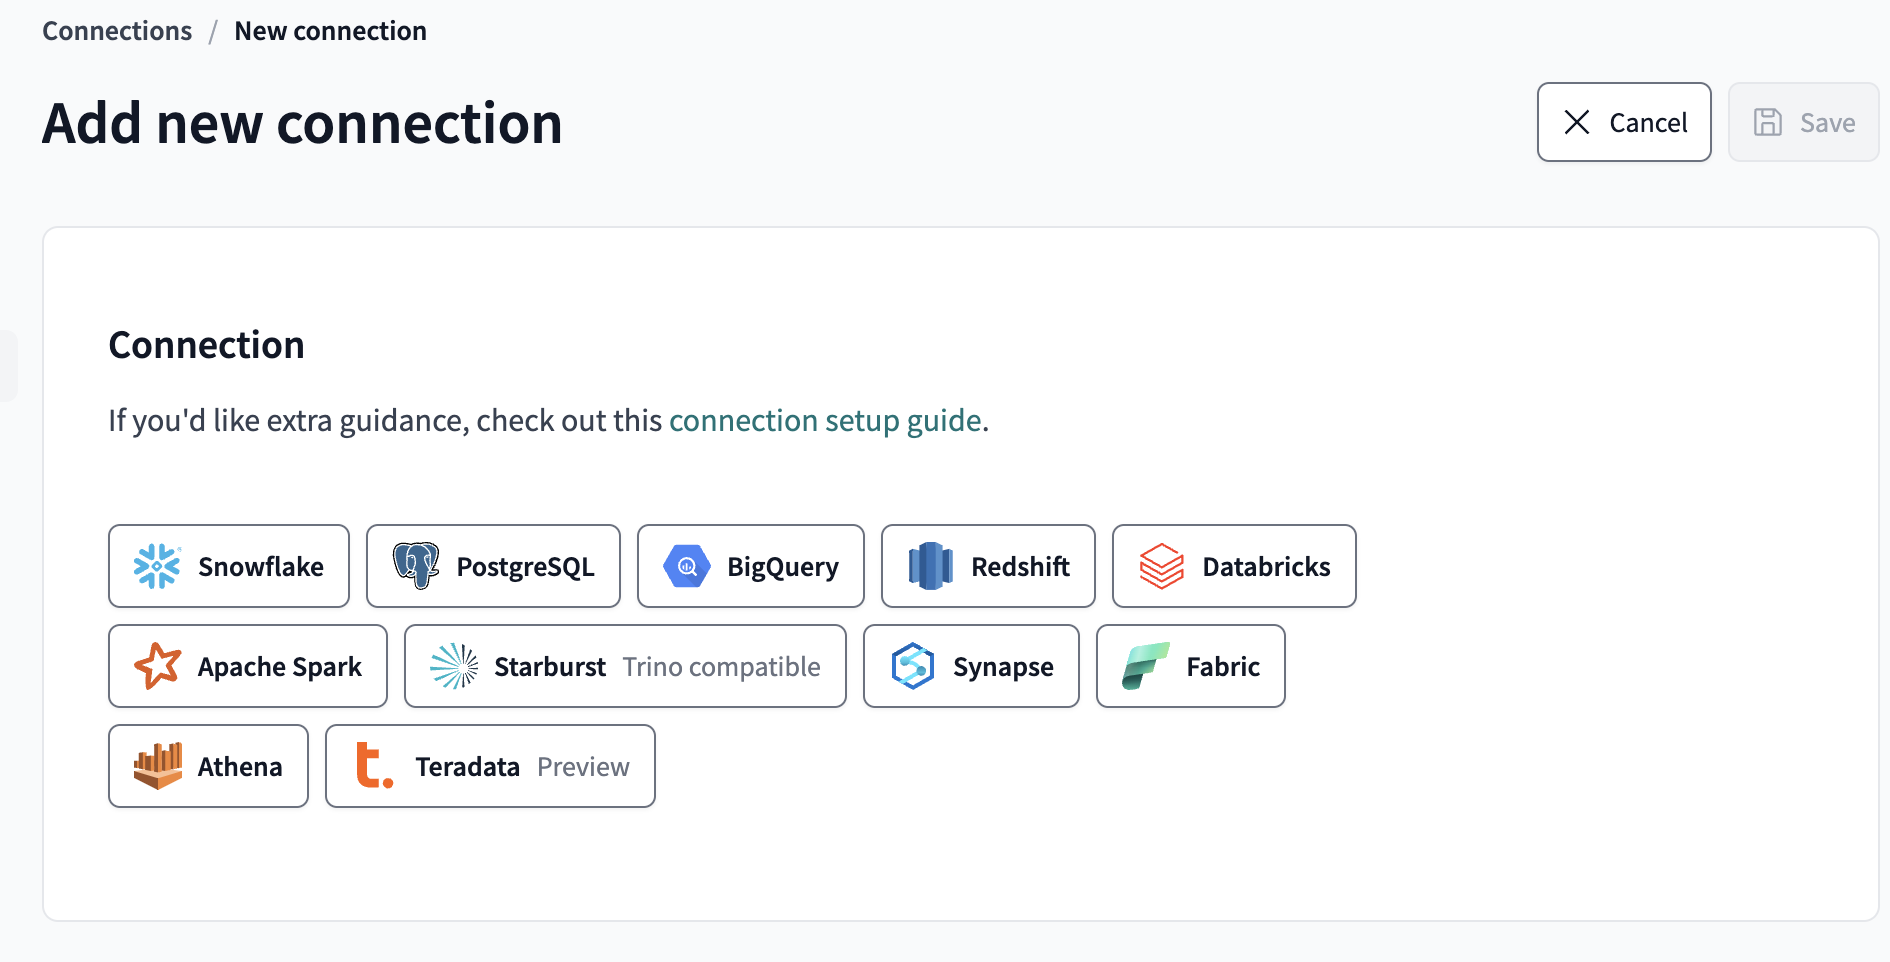 Connections / New connection
Add new connection
Cancel
Save
Connection
If you'd like extra guidance, check out this connection setup guide.
Snowflake PostgreSQL BigQuery Redshift Databricks
Apache Spark Starburst Trino compatible Synapse Fabric
Athena Teradata Preview